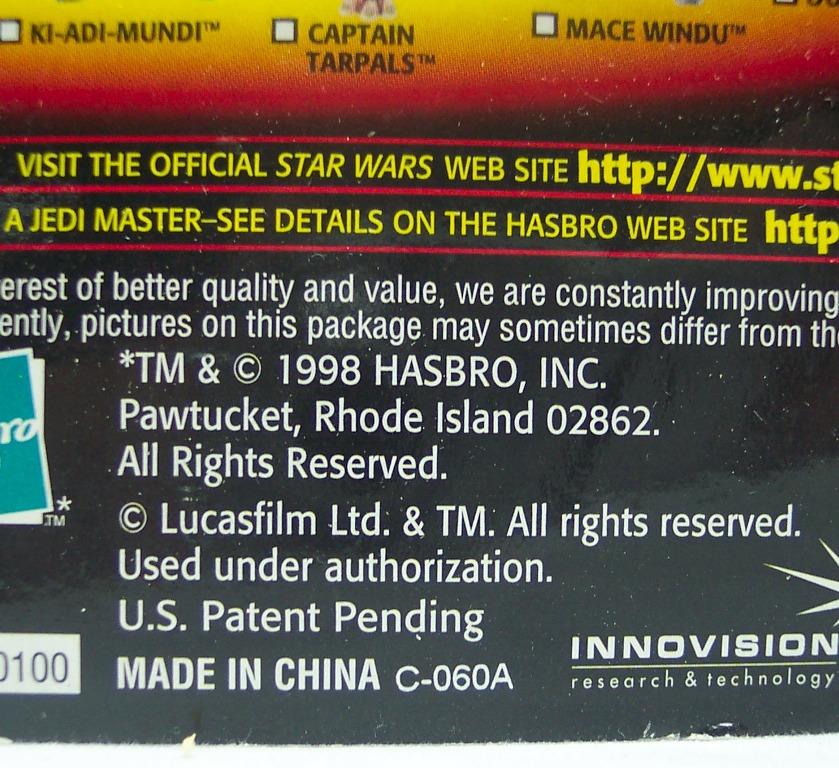 KI-ADI-MUNDI™
CAPTAIN TARPALS™
MACE WINDU™
VISIT THE OFFICIAL STAR WARS WEB SITE http://www.st
A JEDI MASTER–SEE DETAILS ON THE HASBRO WEB SITE http
erest of better quality and value, we are constantly improving
ently, pictures on this package may sometimes differ from th
*TM & © 1998 HASBRO, INC.
Pawtucket, Rhode Island 02862.
All Rights Reserved.
ro
TM*
© Lucasfilm Ltd. & TM. All rights reserved.
Used under authorization.
U.S. Patent Pending
0100
MADE IN CHINA C-060A
INNOVISION
research & technology